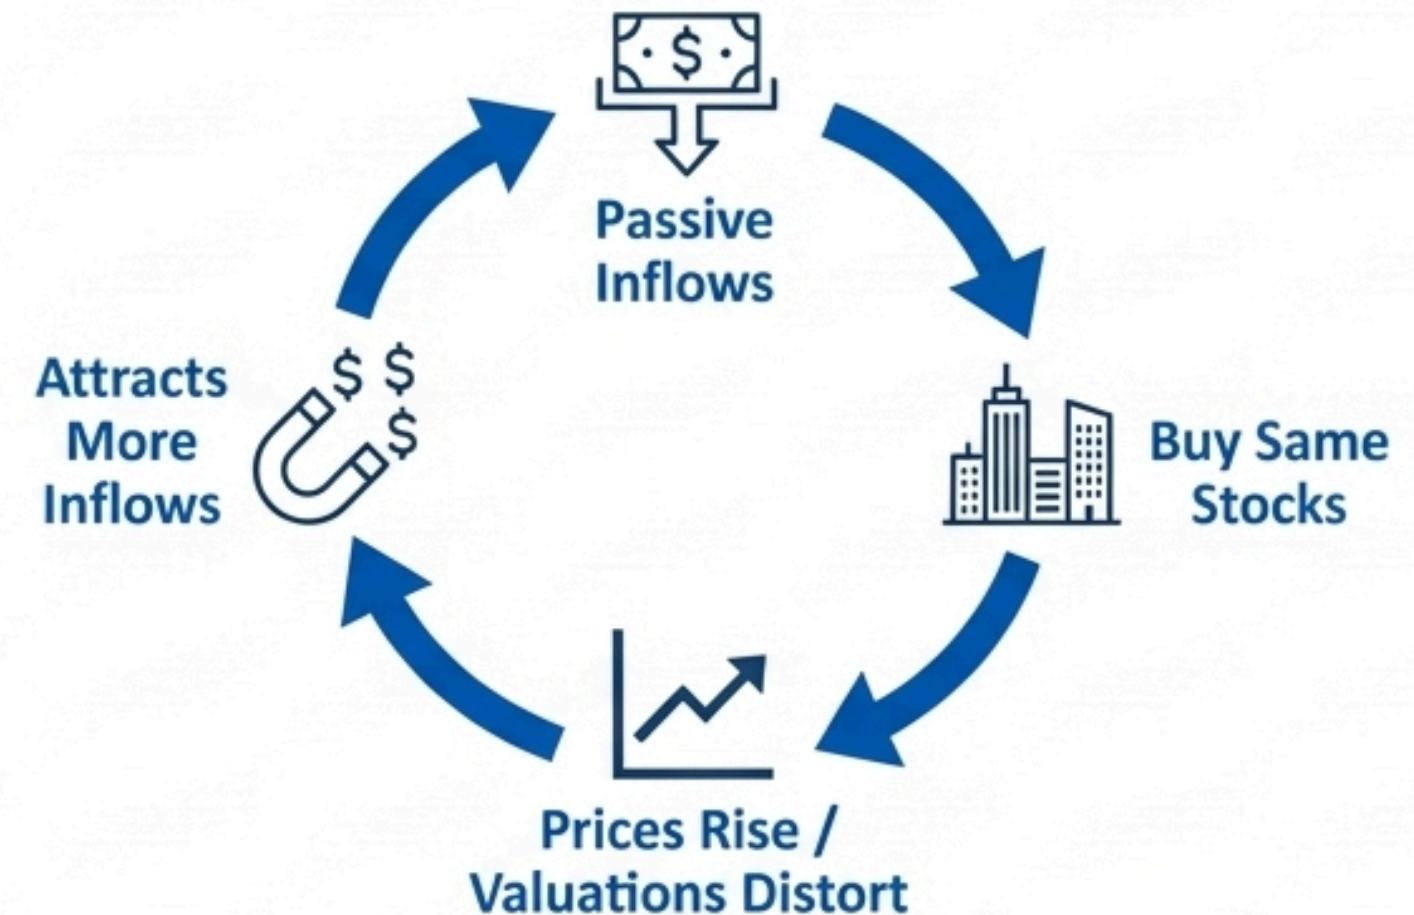 $
Passive
Inflows
Buy Same
Stocks
Prices Rise /
Valuations Distort
Attracts
More
Inflows
$ $
$